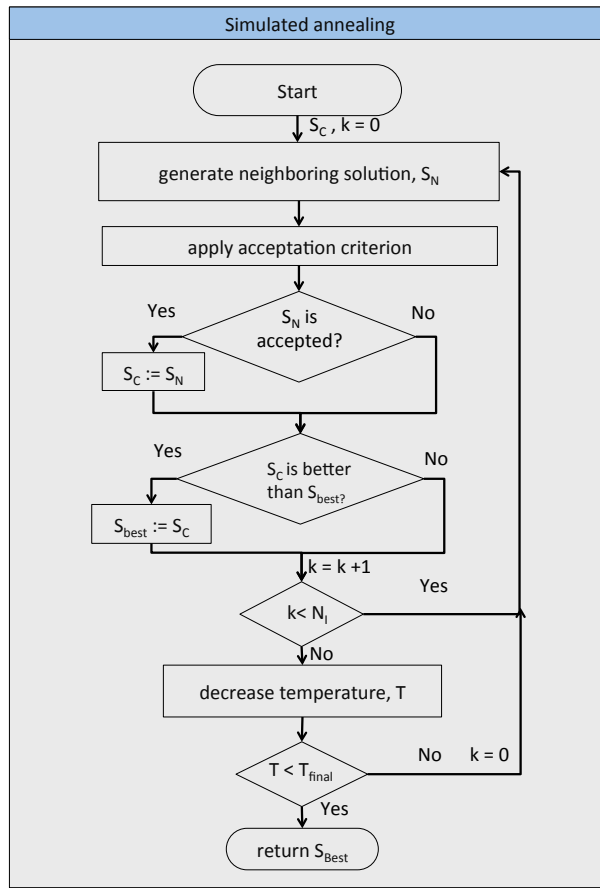 Simulated annealing
Start
S_C , k = 0
generate neighboring solution, S_N
apply acceptation criterion
Yes
No
S_N is
accepted?
S_C := S_N
Yes
No
S_C is better
than S_best?
S_best := S_C
k = k +1
Yes
k< N_I
No
decrease temperature, T
No k = 0
T < T_final
Yes
return S_Best